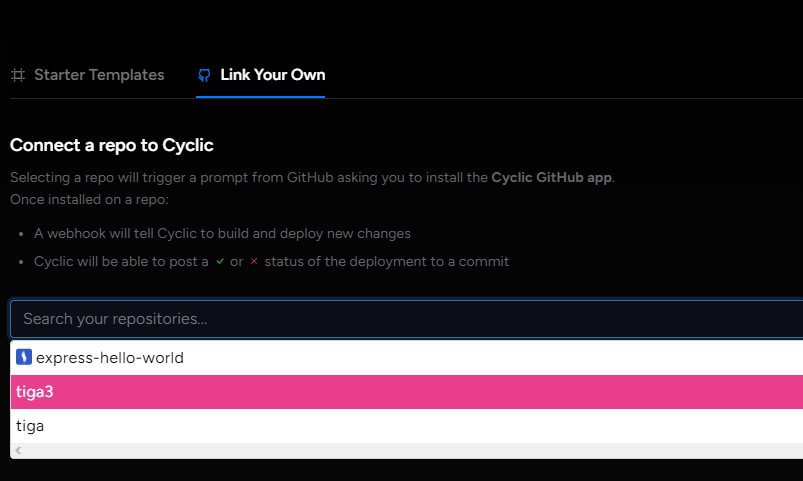 Starter Templates
Link Your Own
Connect a repo to Cyclic
Selecting a repo will trigger a prompt from GitHub asking you to install the Cyclic GitHub app.
Once installed on a repo:
• A webhook will tell Cyclic to build and deploy new changes
• Cyclic will be able to post a ✓ or × status of the deployment to a commit
Search your repositories...
express-hello-world
tiga3
tiga